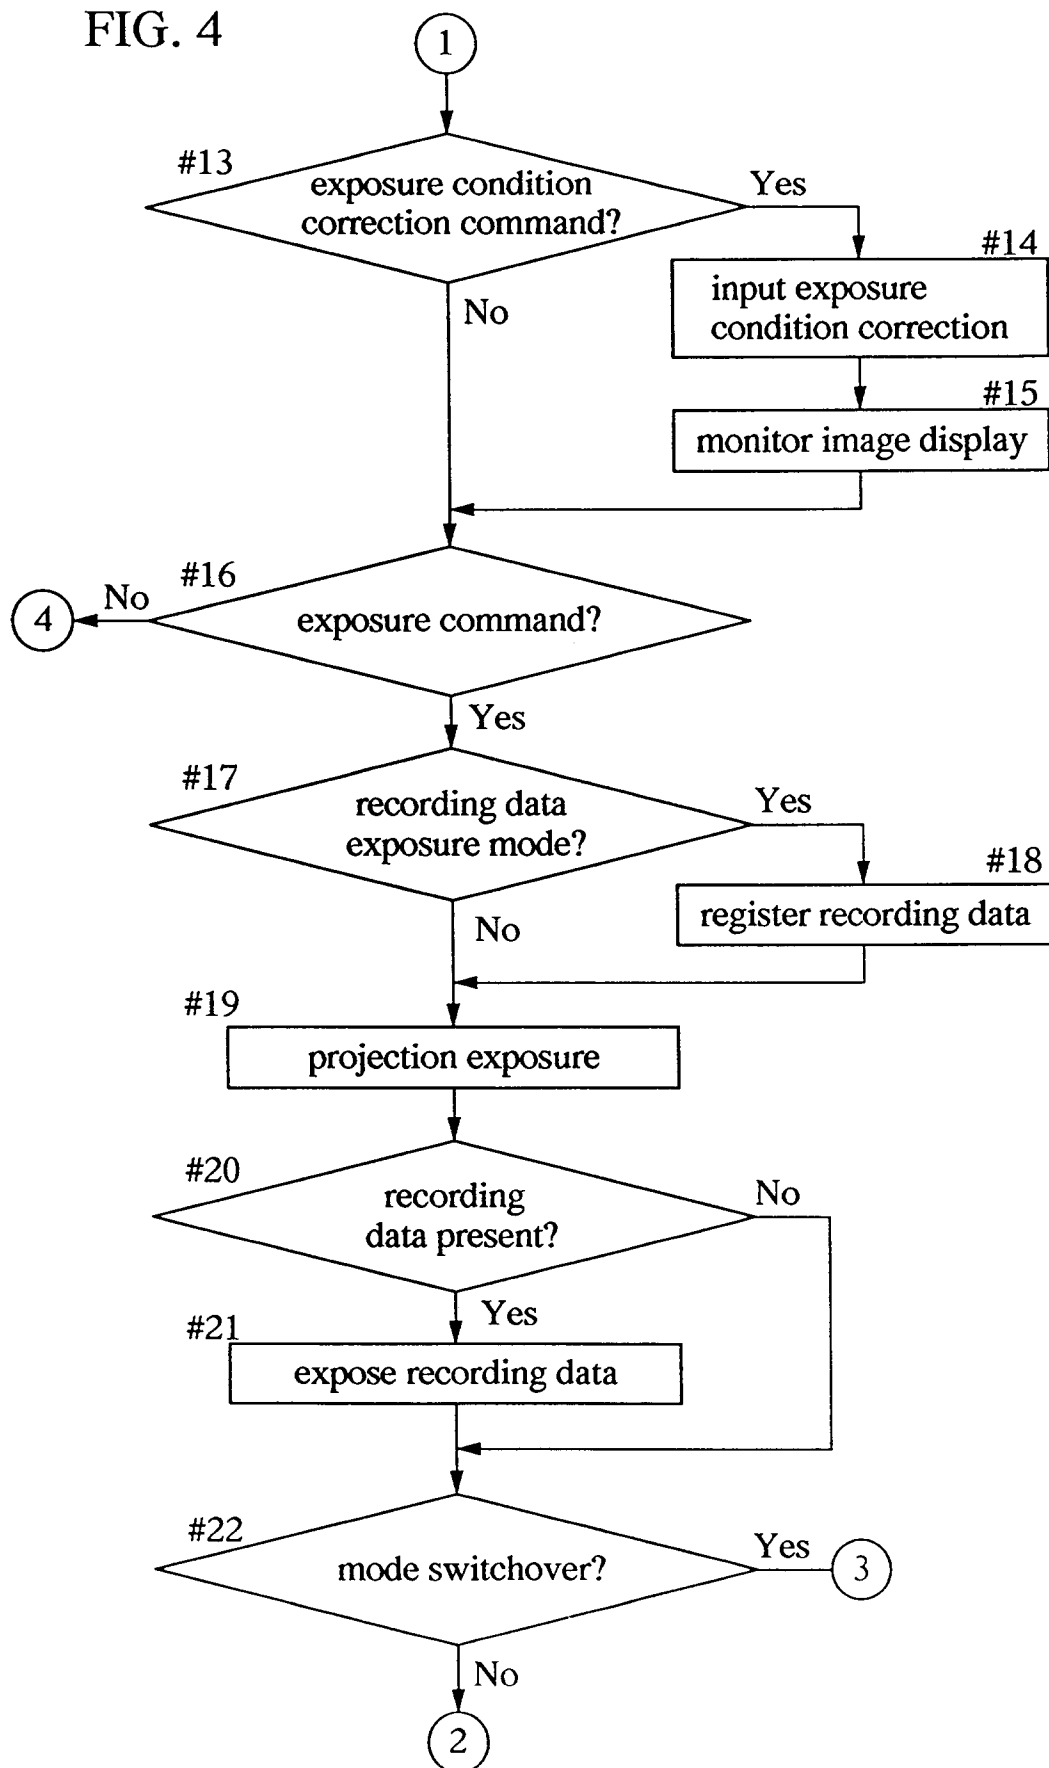 FIG. 4
1
#13
exposure condition
correction command?
Yes
No
#14
input exposure
condition correction
#15
monitor image display
#16
exposure command?
No
4
Yes
#17
recording data
exposure mode?
Yes
No
#18
register recording data
#19
projection exposure
#20
recording
data present?
No
Yes
#21
expose recording data
#22
mode switchover?
Yes
3
No
2